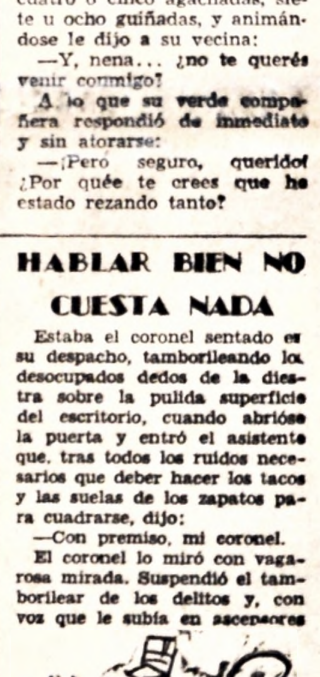 cuatro o cinco agachadas, sie-
te u ocho guiñadas, y animán-
dose le dijo a su vecina:
—Y, nena... ¿no te querés
venir conmigo?
A lo que su verde compa-
ñera respondió de inmediato
y sin atorarse:
—¡Pero seguro, querido!
¿Por quée te crees que he
estado rezando tanto?
HABLAR BIEN NO
CUESTA NADA
Estaba el coronel sentado en
su despacho, tamborileando los
desocupados dedos de la dies-
tra sobre la pulida superficie
del escritorio, cuando abrióse
la puerta y entró el asistente
que, tras todos los ruidos nece-
sarios que deber hacer los tacos
y las suelas de los zapatos pa-
ra cuadrarse, dijo:
—Con premiso, mi coronel.
El coronel lo miró con vaga-
rosa mirada. Suspendió el tam-
borilear de los delitos y, con
voz que le subía en ascensores